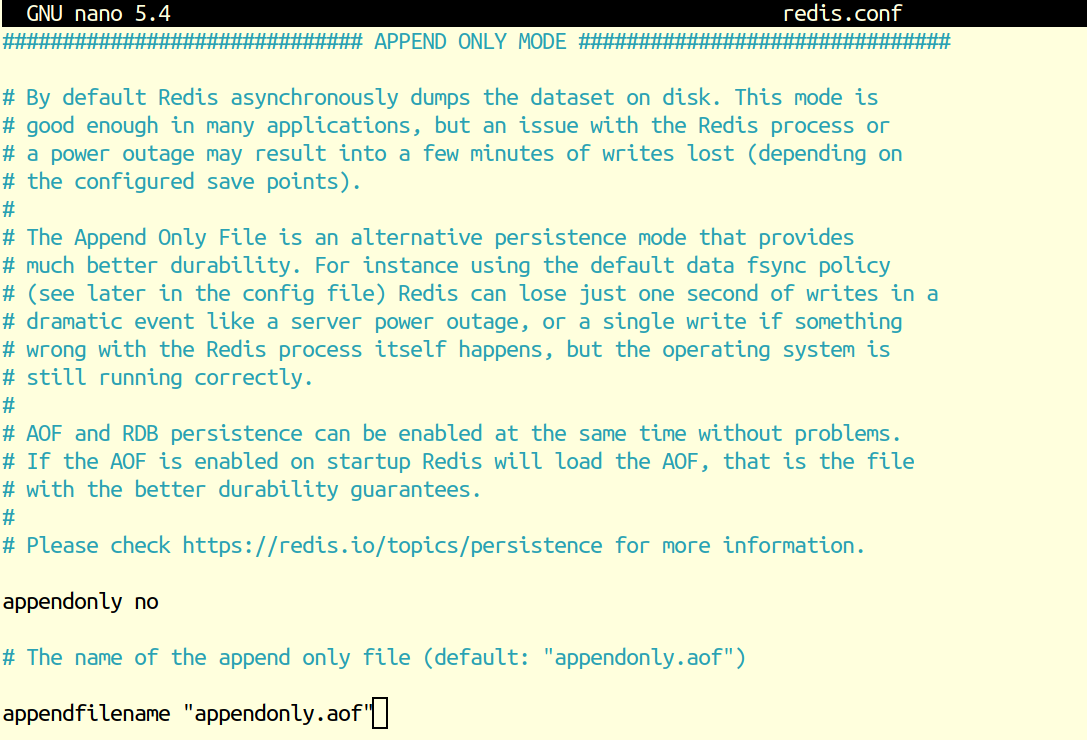 GNU nano 5.4 redis.conf
############################## APPEND ONLY MODE ###############################
# By default Redis asynchronously dumps the dataset on disk. This mode is
# good enough in many applications, but an issue with the Redis process or
# a power outage may result into a few minutes of writes lost (depending on
# the configured save points).
#
# The Append Only File is an alternative persistence mode that provides
# much better durability. For instance using the default data fsync policy
# (see later in the config file) Redis can lose just one second of writes in a
# dramatic event like a server power outage, or a single write if something
# wrong with the Redis process itself happens, but the operating system is
# still running correctly.
#
# AOF and RDB persistence can be enabled at the same time without problems.
# If the AOF is enabled on startup Redis will load the AOF, that is the file
# with the better durability guarantees.
#
# Please check https://redis.io/topics/persistence for more information.
appendonly no
# The name of the append only file (default: "appendonly.aof")
appendfilename "appendonly.aof"